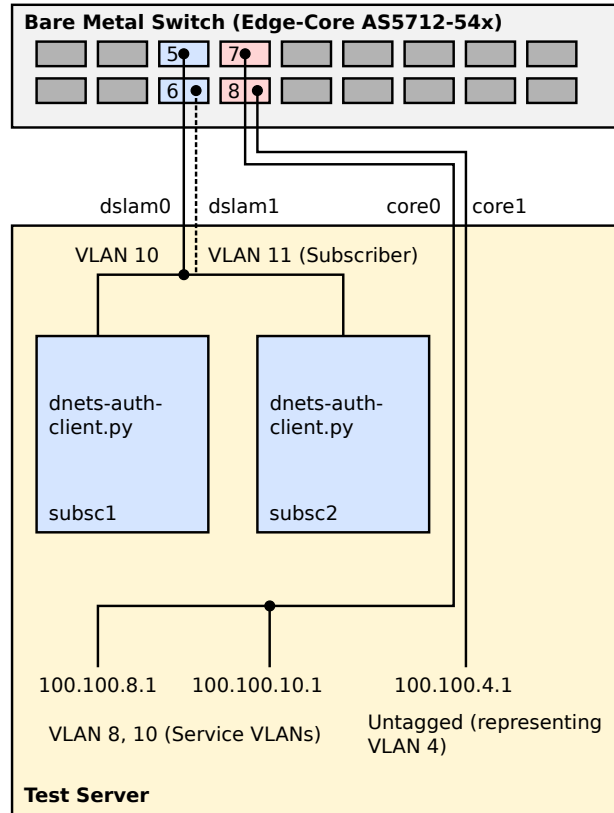 Bare Metal Switch (Edge-Core AS5712-54x)
5 7
6 8
dslam0 dslam1 core0 core1
VLAN 10 VLAN 11 (Subscriber)
dnets-auth-
client.py
subsc1
dnets-auth-
client.py
subsc2
100.100.8.1 100.100.10.1 100.100.4.1
VLAN 8, 10 (Service VLANs)
Untagged (representing
VLAN 4)
Test Server